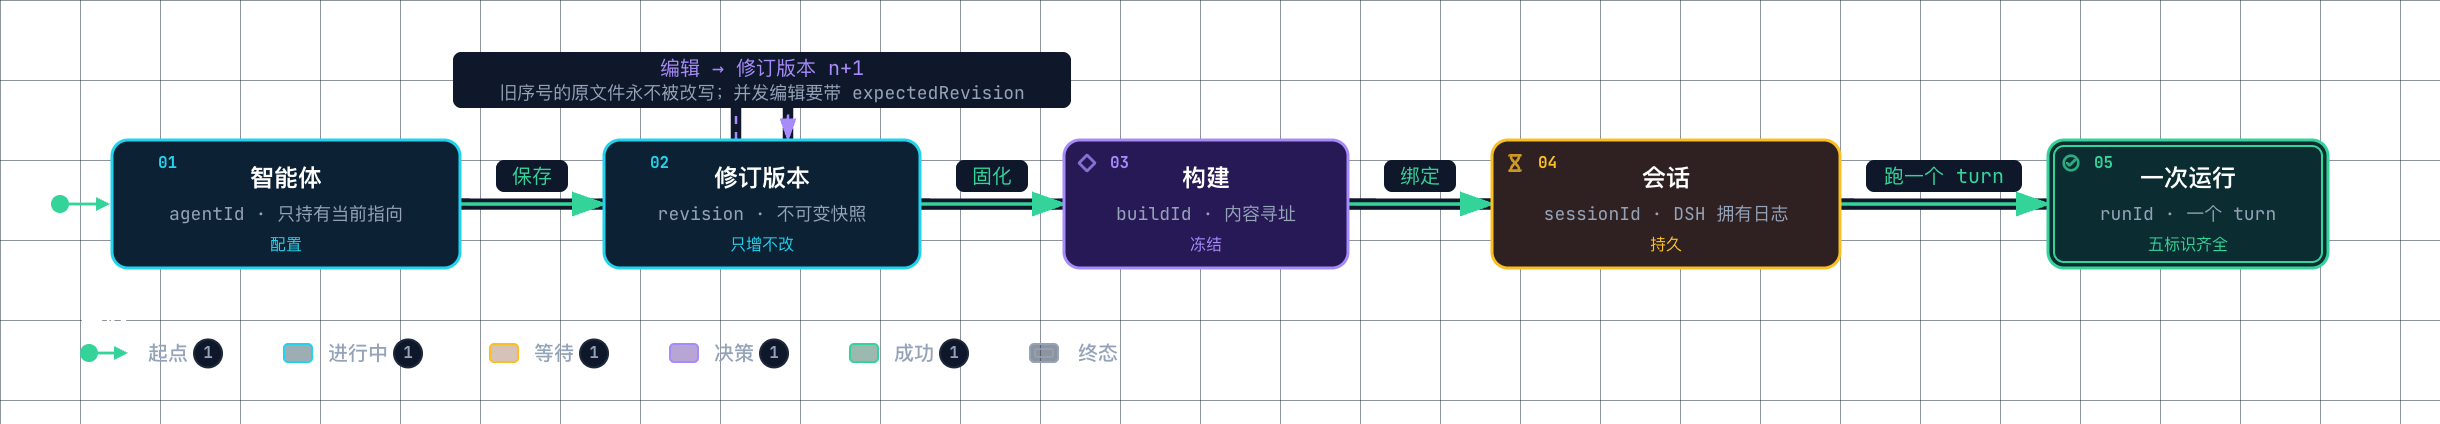 编辑 → 修订版本 n+1
旧序号的原文件永不被改写；并发编辑要带 expectedRevision
01
智能体
agentId · 只持有当前指向
配置
保存
02
修订版本
revision · 不可变快照
只增不改
固化
03
构建
buildId · 内容寻址
冻结
绑定
04
会话
sessionId · DSH 拥有日志
持久
跑一个 turn
05
一次运行
runId · 一个 turn
五标识齐全
起点 1
进行中 1
等待 1
决策 1
成功 1
终态